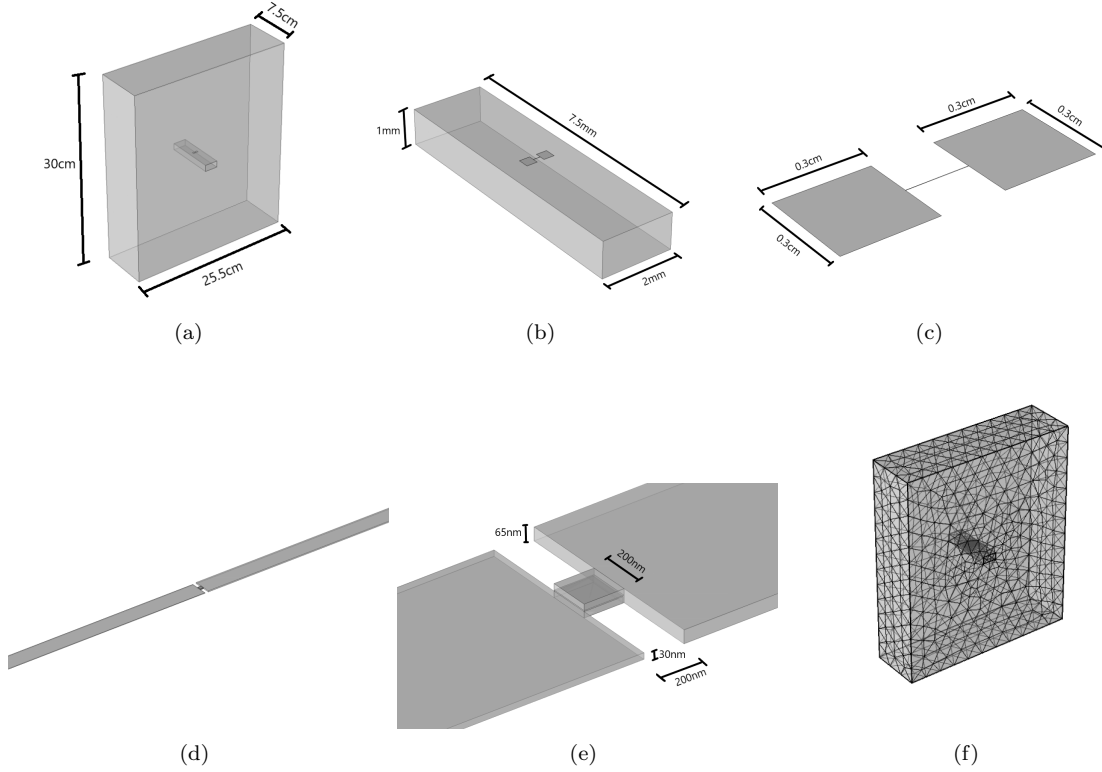 7.5cm
30cm
25.5cm
(a)
1mm
7.5mm
2mm
(b)
0.3cm
0.3cm
0.3cm
0.3cm
(c)
(d)
65nm
200nm
30nm
200nm
(e)
(f)